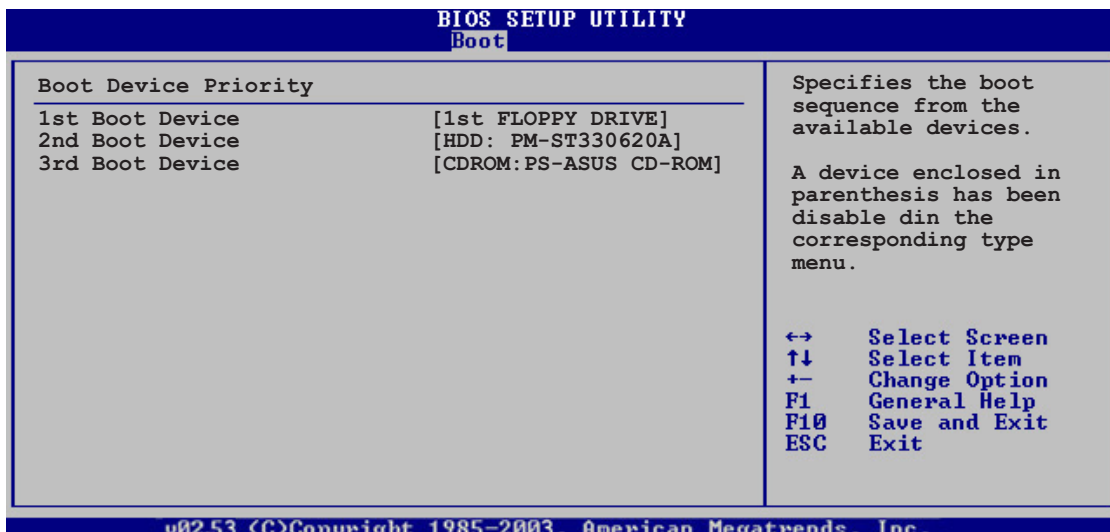 BIOS SETUP UTILITY
Boot
Boot Device Priority
1st Boot Device [1st FLOPPY DRIVE]
2nd Boot Device [HDD: PM-ST330620A]
3rd Boot Device [CDROM:PS-ASUS CD-ROM]
Specifies the boot
sequence from the
available devices.
A device enclosed in
parenthesis has been
disable din the
corresponding type
menu.
←→ Select Screen
↑↓ Select Item
+- Change Option
F1 General Help
F10 Save and Exit
ESC Exit
v02.53 (C)Copyright 1985-2003, American Megatrends, Inc.